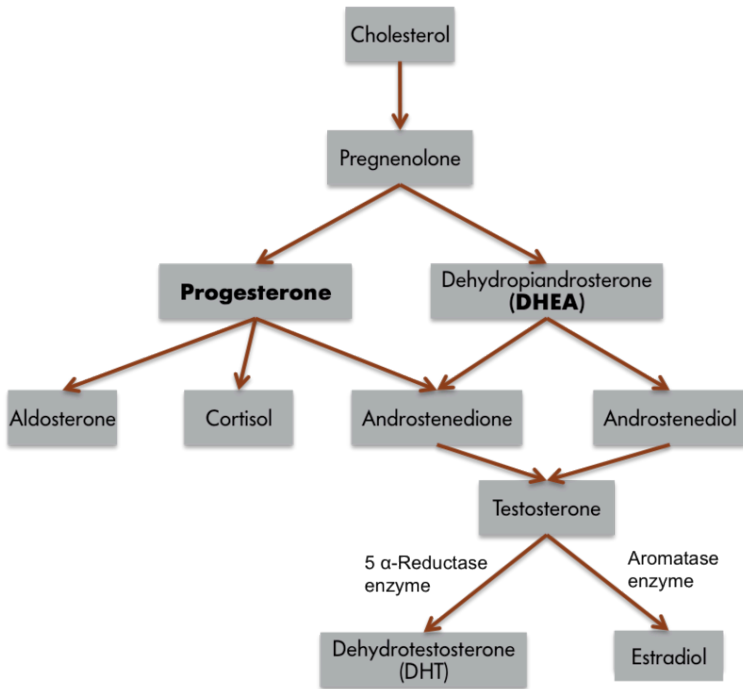 Cholesterol
Pregnenolone
Progesterone
Dehydropiandrosterone
(DHEA)
Aldosterone
Cortisol
Androstenedione
Androstenediol
Testosterone
5 α-Reductase
enzyme
Aromatase
enzyme
Dehydrotestosterone
(DHT)
Estradiol